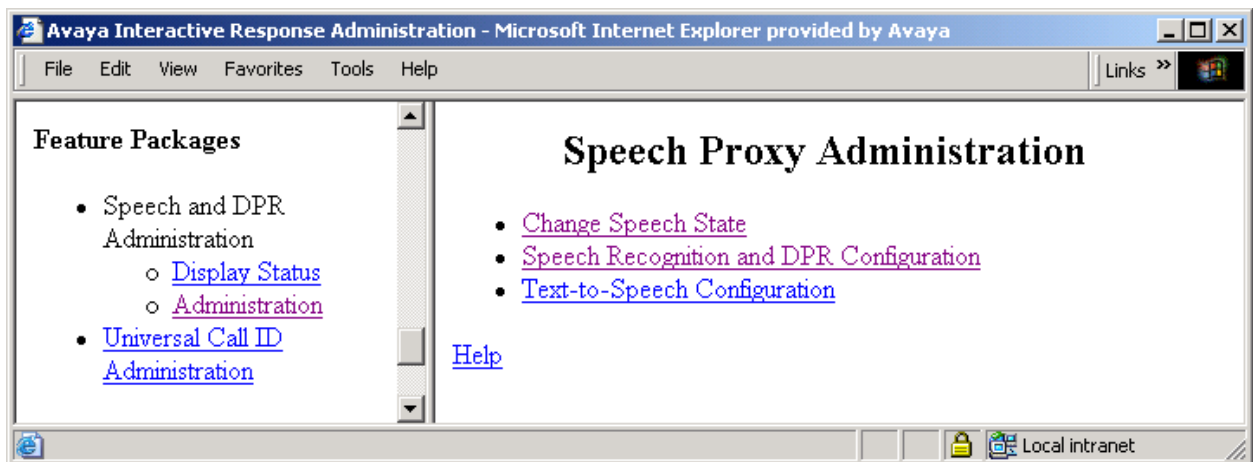 Avaya Interactive Response Administration - Microsoft Internet Explorer provided by Avaya
File Edit View Favorites Tools Help
Links »
Feature Packages
Speech and DPR
Administration
Display Status
Administration
Universal Call ID
Administration
Speech Proxy Administration
Change Speech State
Speech Recognition and DPR Configuration
Text-to-Speech Configuration
Help
Local intranet